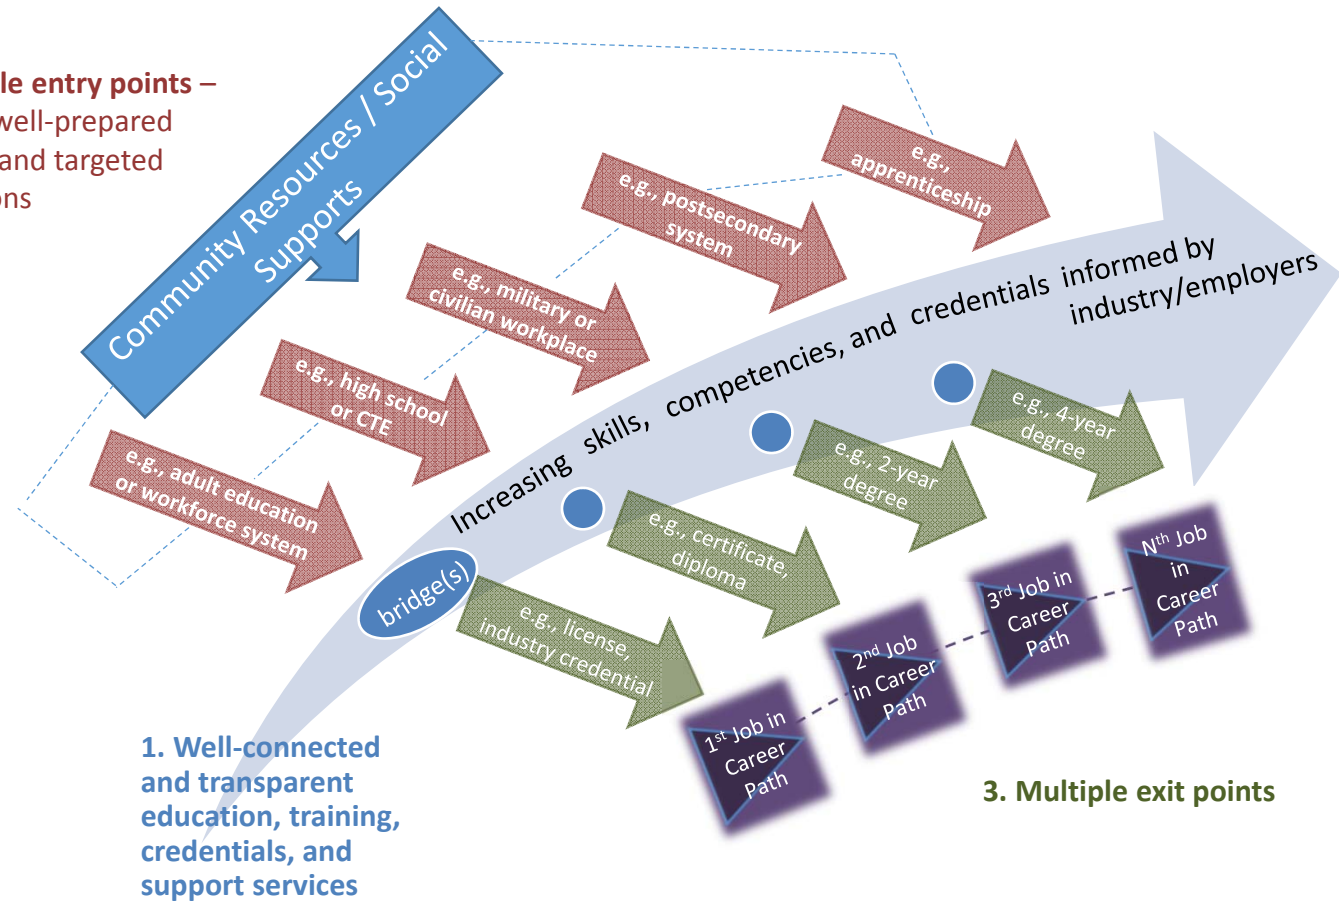 le entry points –
well-prepared
and targeted
ons
Community Resources / Social
Supports
e.g.,
apprenticeship
e.g., postsecondary
system
e.g., military or
civilian workplace
e.g., high school
or CTE
e.g., adult education
or workforce system
Increasing skills, competencies, and credentials informed by
industry/employers
bridge(s)
e.g., 4-year
degree
e.g., 2-year
degree
e.g., certificate,
diploma
e.g., license,
industry credential
1st Job in
Career
Path
2nd Job
in Career
Path
3rd Job in
Career
Path
Nth Job
in
Career
Path
1. Well-connected
and transparent
education, training,
credentials, and
support services
3. Multiple exit points